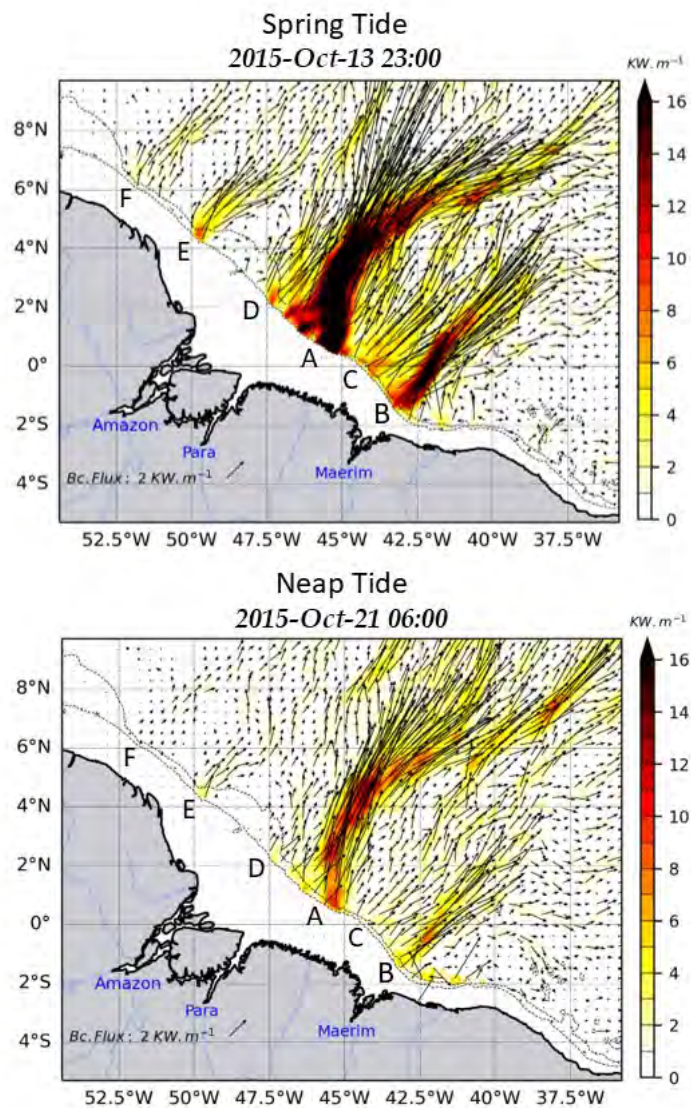 Spring Tide
2015-Oct-13 23:00
KW.m⁻¹
16
14
12
10
8
6
4
2
0
8°N
6°N
4°N
2°N
0°
2°S
4°S
F
E
D
A
C
B
Amazon
Para
Maerim
Bc.Flux: 2 KW.m⁻¹
52.5°W 50°W 47.5°W 45°W 42.5°W 40°W 37.5°W
Neap Tide
2015-Oct-21 06:00
KW.m⁻¹
16
14
12
10
8
6
4
2
0
8°N
6°N
4°N
2°N
0°
2°S
4°S
F
E
D
A
C
B
Amazon
Para
Maerim
Bc.Flux: 2 KW.m⁻¹
52.5°W 50°W 47.5°W 45°W 42.5°W 40°W 37.5°W